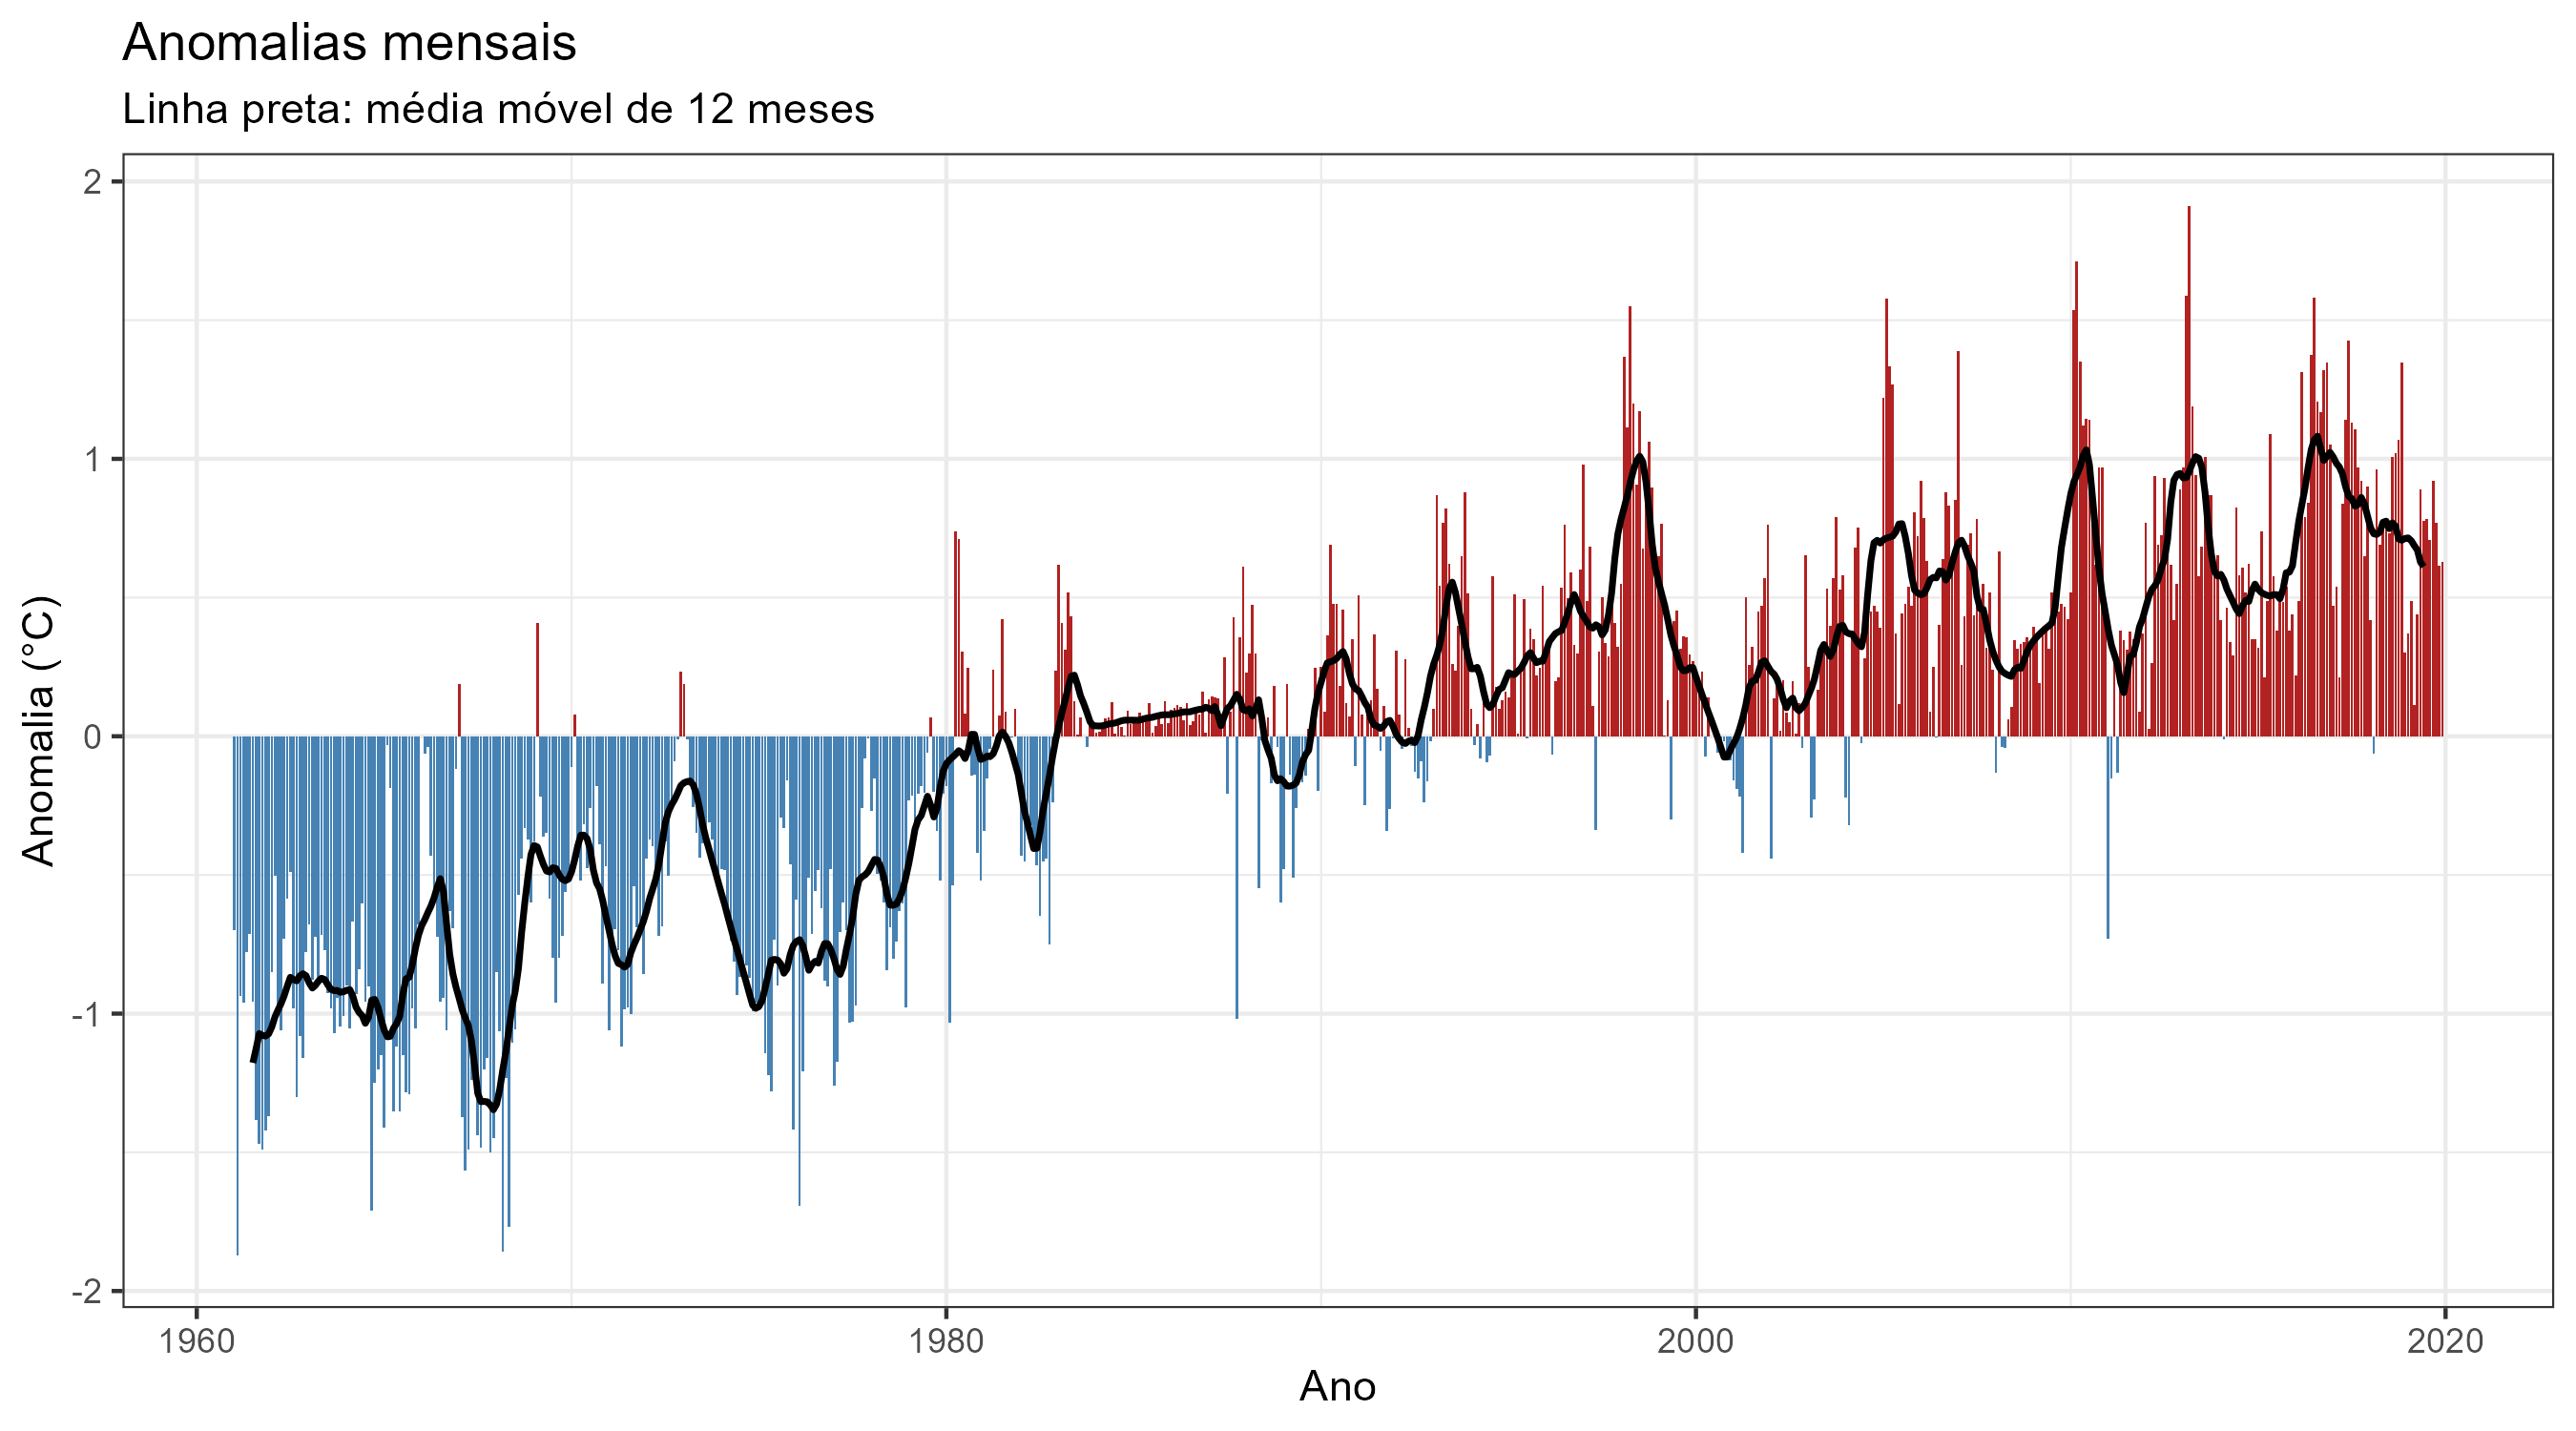 Anomalias mensais
Linha preta: média móvel de 12 meses
Anomalia (°C)
2
1
0
-1
-2
1960 1980 2000 2020
Ano